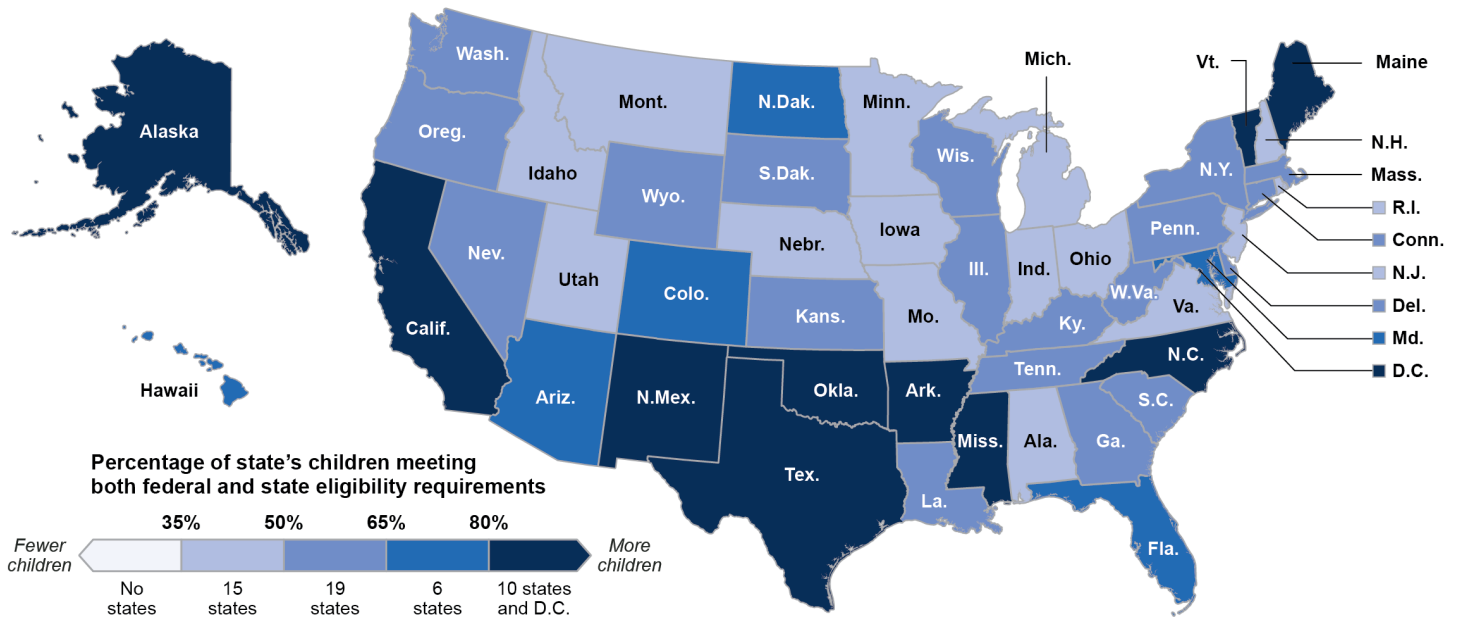 Mich.
Vt.
Maine
Wash.
Mont.
N.Dak.
Minn.
Alaska
Oreg.
N.H.
Wis.
N.Y.
Idaho
S.Dak.
Mass.
Wyo.
R.I.
Iowa
Penn.
Nebr.
Conn.
Nev.
Ohio
Ill.
Ind.
N.J.
Utah
Colo.
W.Va.
Va.
Del.
Kans.
Mo.
Ky.
Calif.
Md.
N.C.
Tenn.
D.C.
Hawaii
Ariz.
N.Mex.
Okla.
Ark.
S.C.
Miss.
Ala.
Ga.
Tex.
La.
Fla.
Percentage of state’s children meeting
both federal and state eligibility requirements
35% 50% 65% 80%
Fewer
children
More
children
No
states
15
states
19
states
6
states
10 states
and D.C.